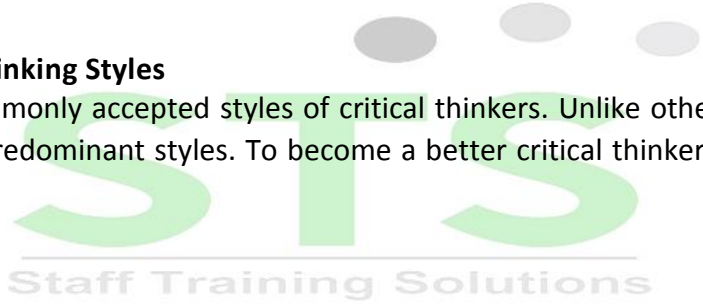 inking Styles
monly accepted styles of critical thinkers. Unlike othe
redominant styles. To become a better critical thinker
STS
Staff Training Solutions